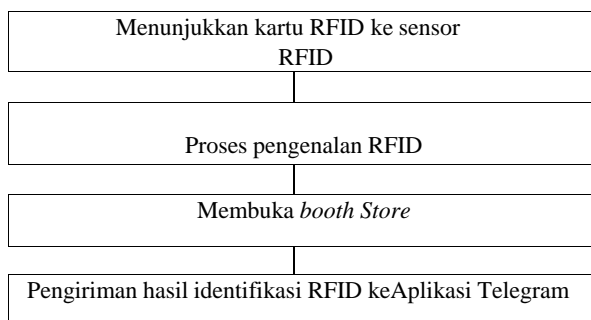 Menunjukkan kartu RFID ke sensor
RFID
Proses pengenalan RFID
Membuka booth Store
Pengiriman hasil identifikasi RFID keAplikasi Telegram